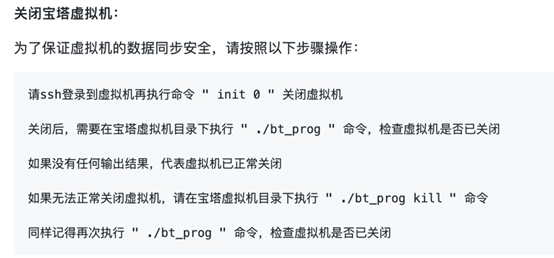 关闭宝塔虚拟机：
为了保证虚拟机的数据同步安全，请按照以下步骤操作：
请ssh登录到虚拟机再执行命令 " init 0 " 关闭虚拟机
关闭后，需要在宝塔虚拟机目录下执行 " ./bt_prog " 命令，检查虚拟机是否已关闭
如果没有任何输出结果，代表虚拟机已正常关闭
如果无法正常关闭虚拟机，请在宝塔虚拟机目录下执行 " ./bt_prog kill " 命令
同样记得再次执行 " ./bt_prog " 命令，检查虚拟机是否已关闭